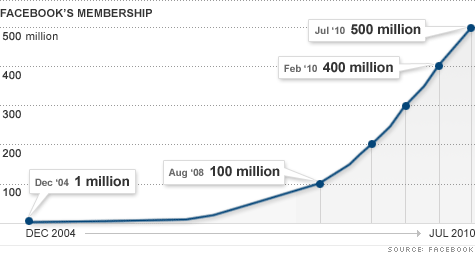 FACEBOOK'S MEMBERSHIP
500 million
Jul '10 500 million
400
Feb '10 400 million
300
200
Aug '08 100 million
Dec '04 1 million
100
DEC 2004
JUL 2010
SOURCE: FACEBOOK